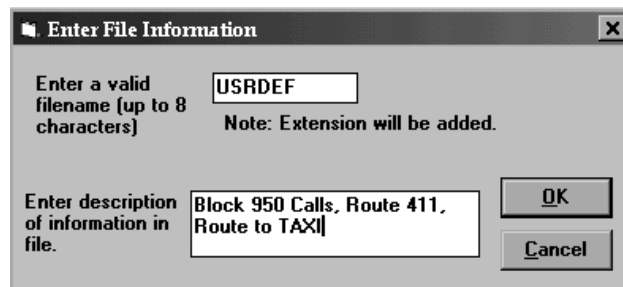 Enter File Information
Enter a valid
filename (up to 8
characters)
USRDEF
Note: Extension will be added.
Enter description
of information in
file.
Block 950 Calls, Route 411,
Route to TAXI
OK
Cancel